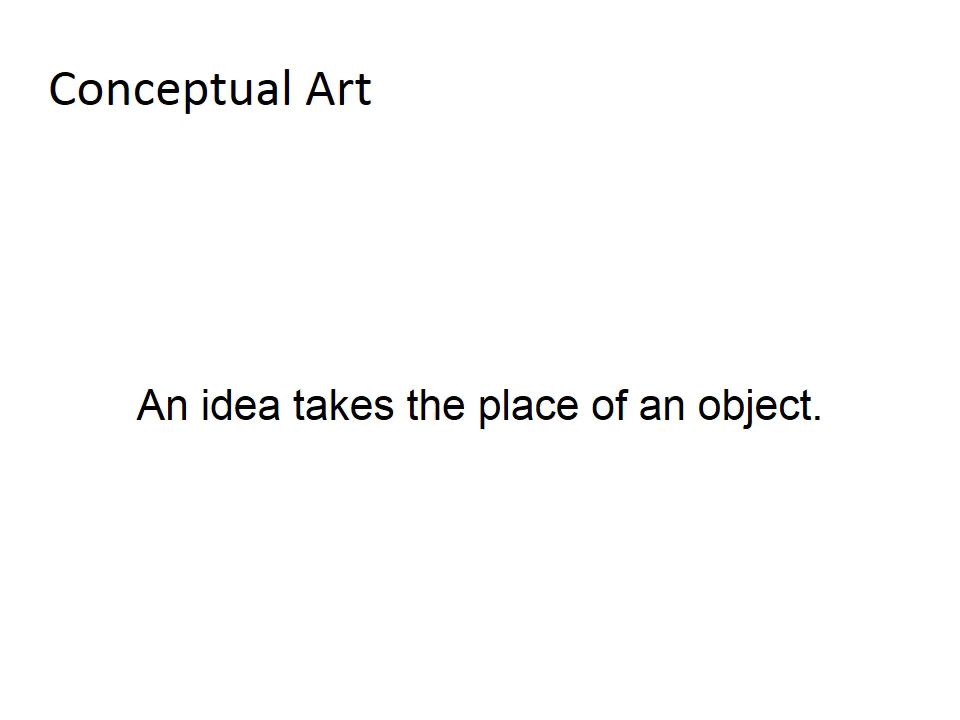 Conceptual Art
An idea takes the place of an object.